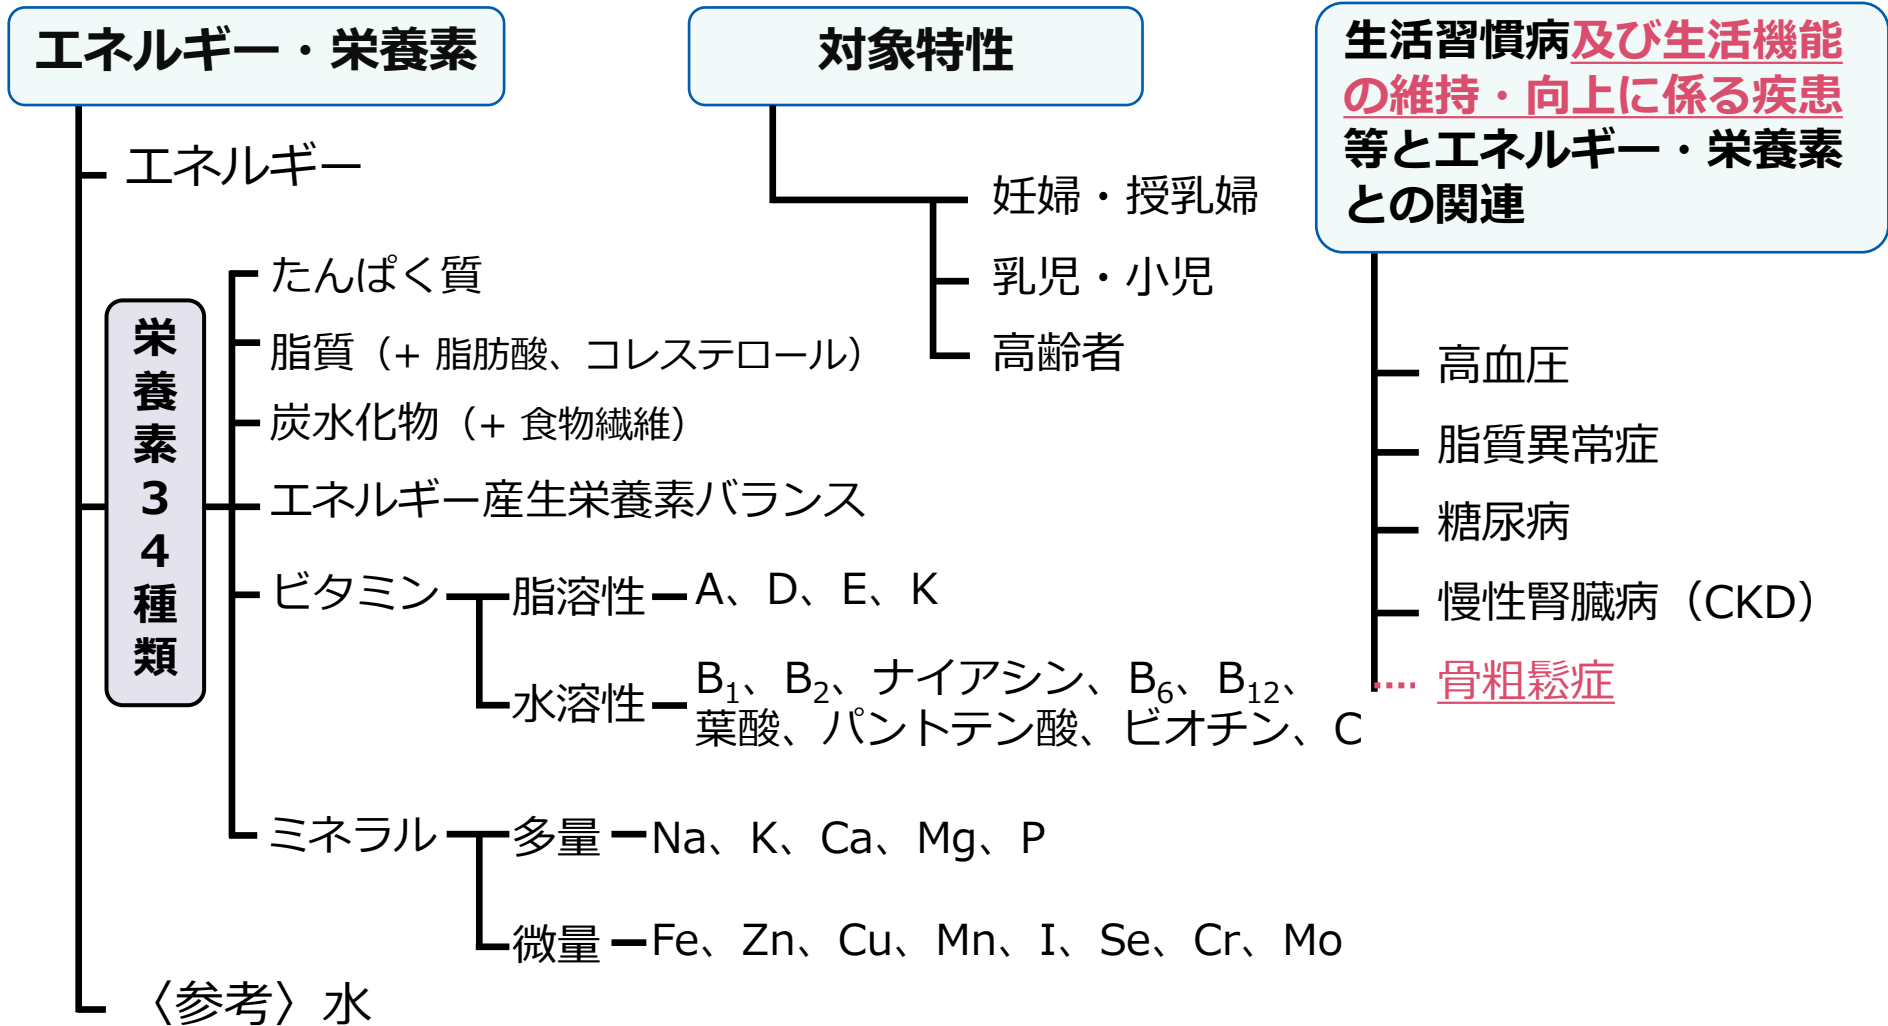 エネルギー・栄養素
エネルギー
栄養素34種類
たんぱく質
脂質（+ 脂肪酸、コレステロール）
炭水化物（+ 食物繊維）
エネルギー産生栄養素バランス
ビタミン
脂溶性
A、D、E、K
水溶性
B₁、B₂、ナイアシン、B₆、B₁₂、
葉酸、パントテン酸、ビオチン、C
ミネラル
多量
Na、K、Ca、Mg、P
微量
Fe、Zn、Cu、Mn、I、Se、Cr、Mo
〈参考〉水
対象特性
妊婦・授乳婦
乳児・小児
高齢者
生活習慣病及び生活機能
の維持・向上に係る疾患
等とエネルギー・栄養素
との関連
高血圧
脂質異常症
糖尿病
慢性腎臓病（CKD）
骨粗鬆症